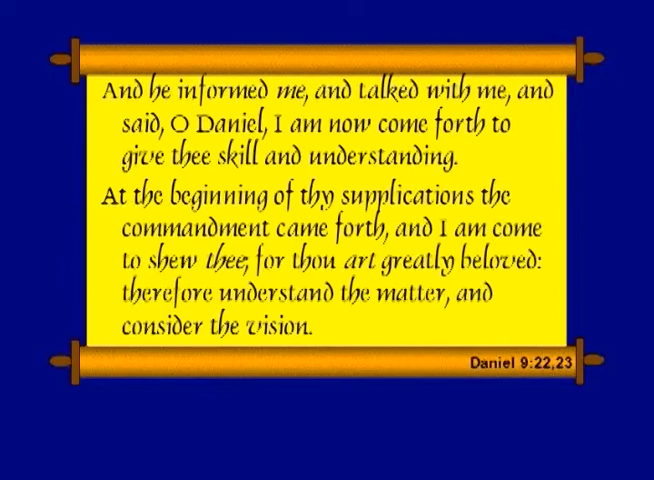 And he informed me, and talked with me, and
said, O Daniel, I am now come forth to
give thee skill and understanding.
At the beginning of thy supplications the
commandment came forth, and I am come
to shew thee; for thou art greatly beloved:
therefore understand the matter, and
consider the vision.
Daniel 9:22,23